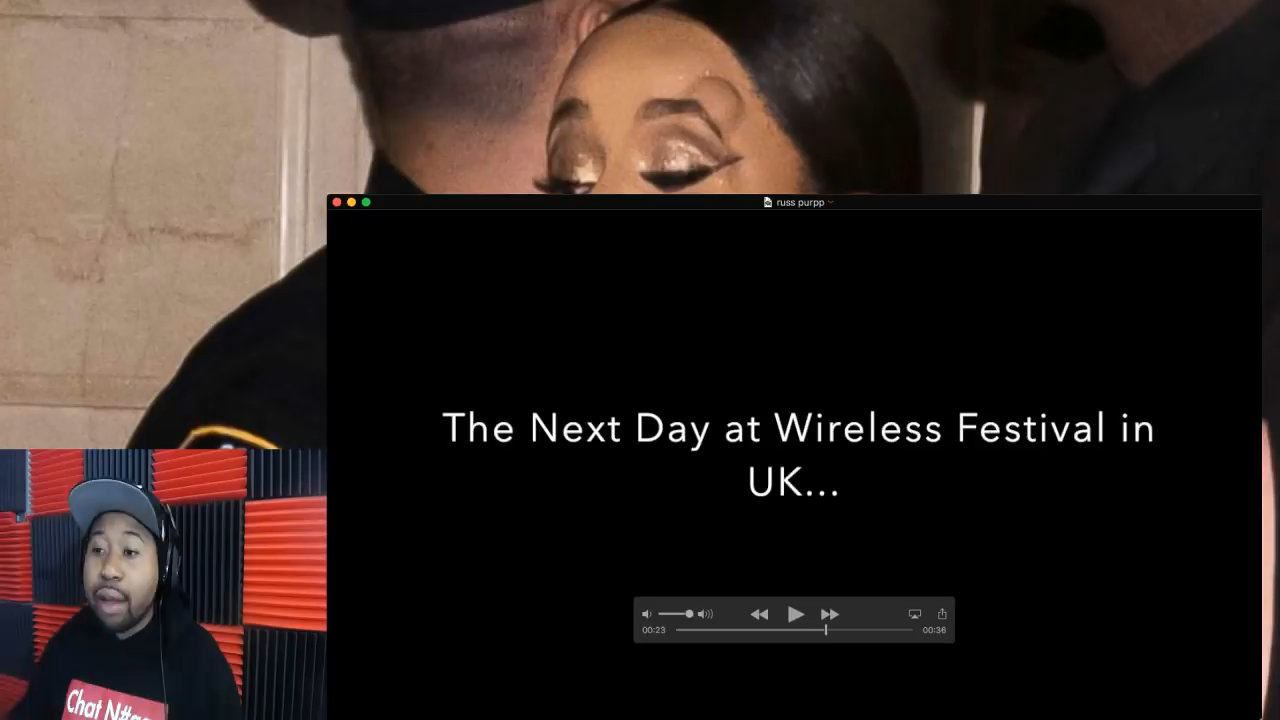 russ purpp
The Next Day at Wireless Festival in
UK...
00:23
00:36
Chat